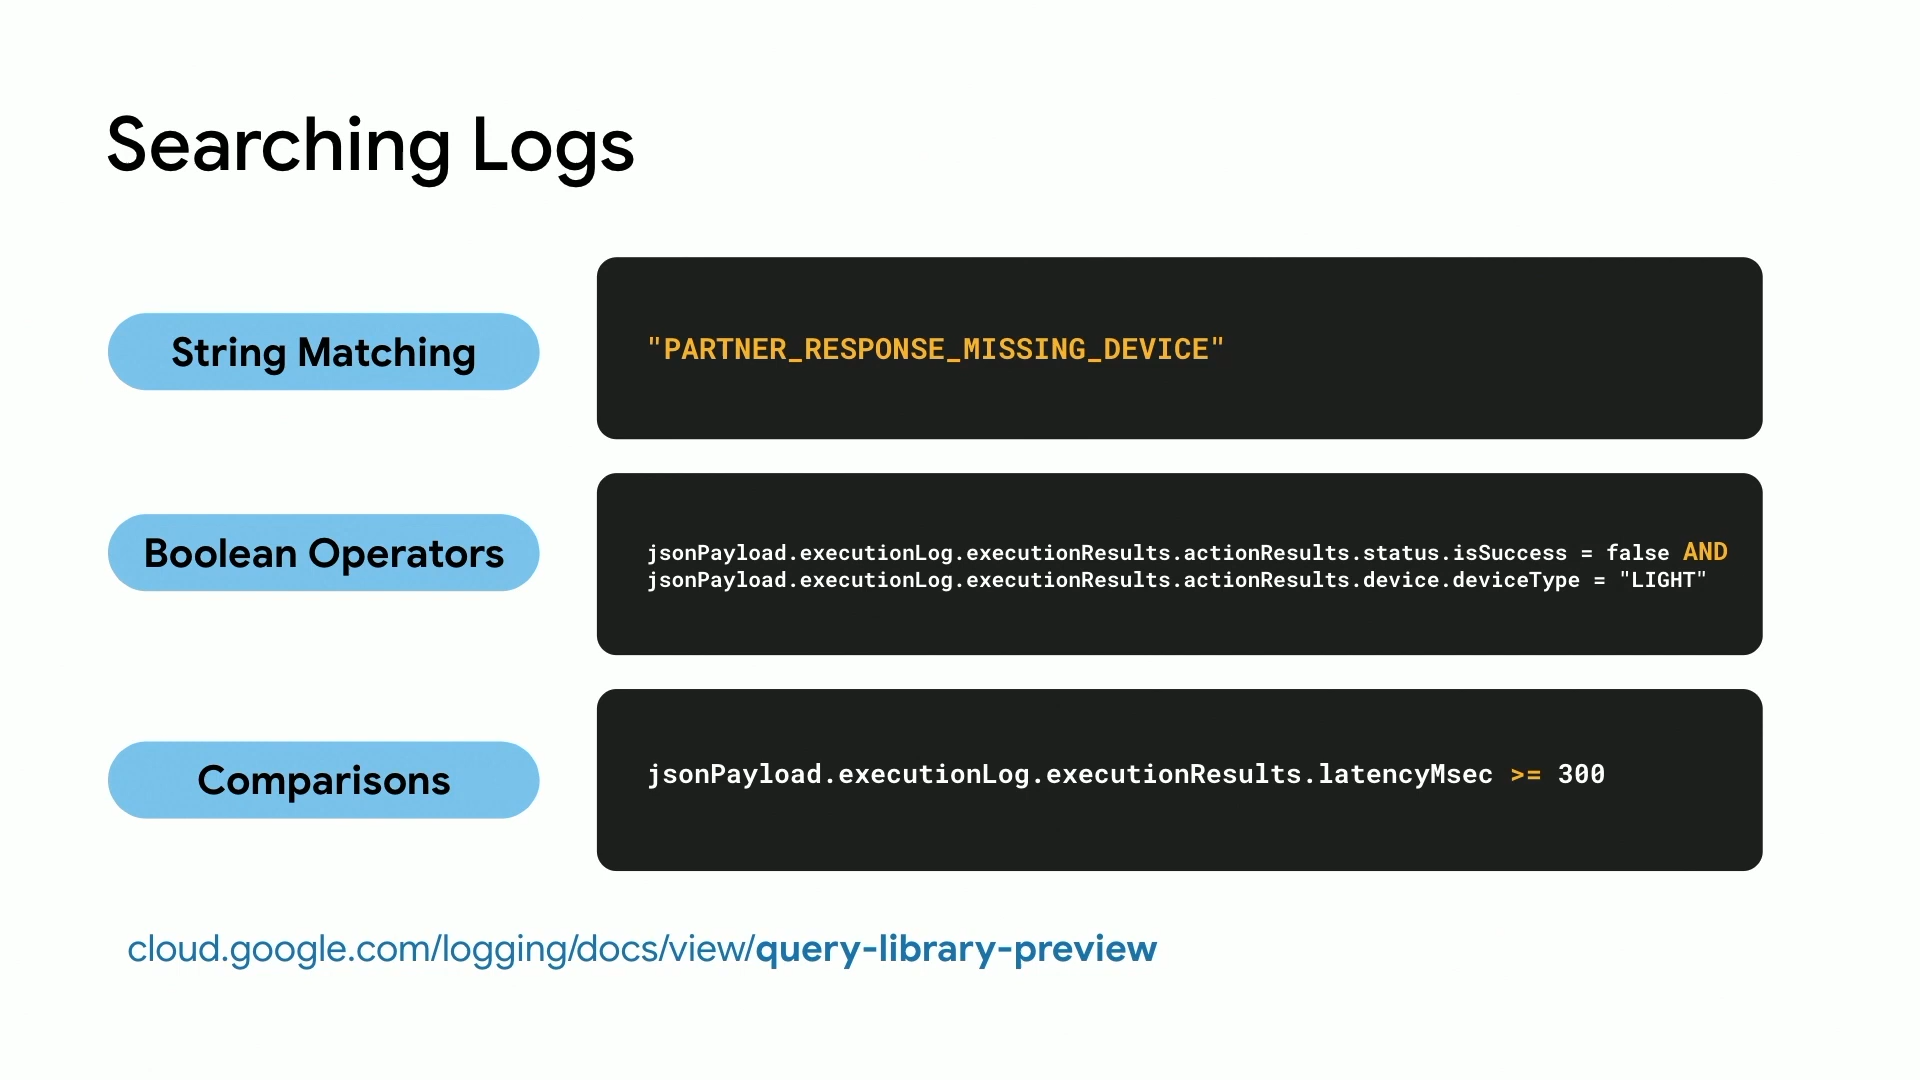 Searching Logs
String Matching
"PARTNER_RESPONSE_MISSING_DEVICE"
Boolean Operators
jsonPayload.executionLog.executionResults.actionResults.status.isSuccess = false AND
jsonPayload.executionLog.executionResults.actionResults.device.deviceType = "LIGHT"
Comparisons
jsonPayload.executionLog.executionResults.latencyMsec >= 300
cloud.google.com/logging/docs/view/query-library-preview